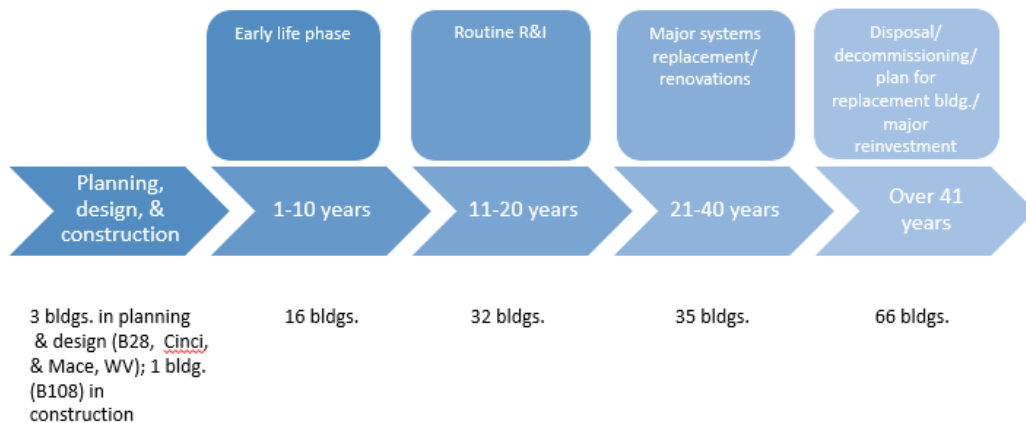 Early life phase
Routine R&I
Major systems
replacement/
renovations
Disposal/
decommissioning/
plan for
replacement bldg./
major
reinvestment
Planning,
design, &
construction
1-10 years
11-20 years
21-40 years
Over 41
years
3 bldgs. in planning
& design (B28, Cinci,
& Mace, WV); 1 bldg.
(B108) in
construction
16 bldgs.
32 bldgs.
35 bldgs.
66 bldgs.